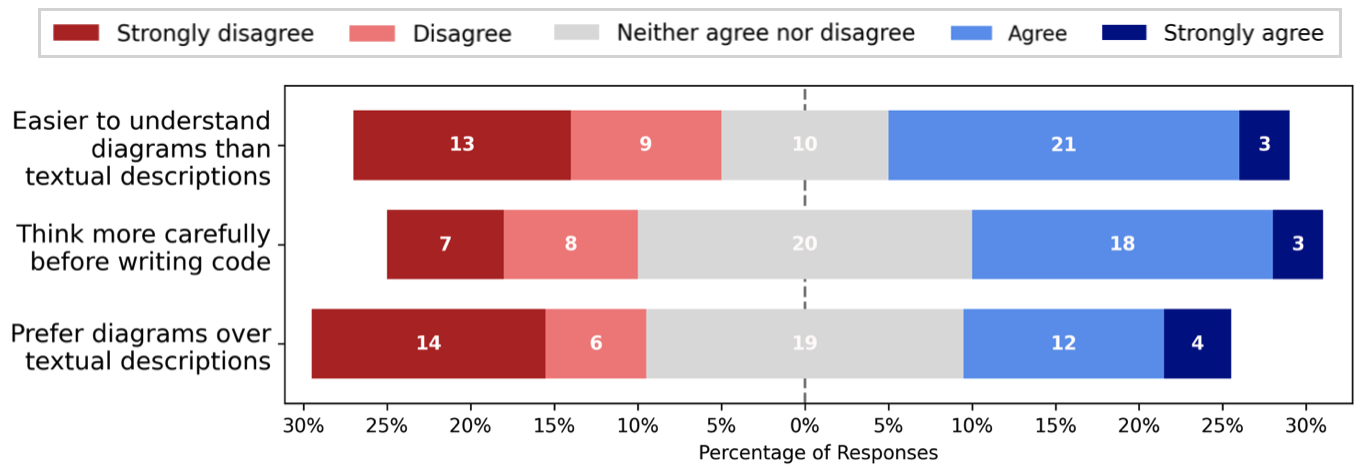 Strongly disagree Disagree Neither agree nor disagree Agree Strongly agree
Easier to understand
diagrams than
textual descriptions
13 9 10 21 3
Think more carefully
before writing code
7 8 20 18 3
Prefer diagrams over
textual descriptions
14 6 19 12 4
30% 25% 20% 15% 10% 5% 0% 5% 10% 15% 20% 25% 30%
Percentage of Responses